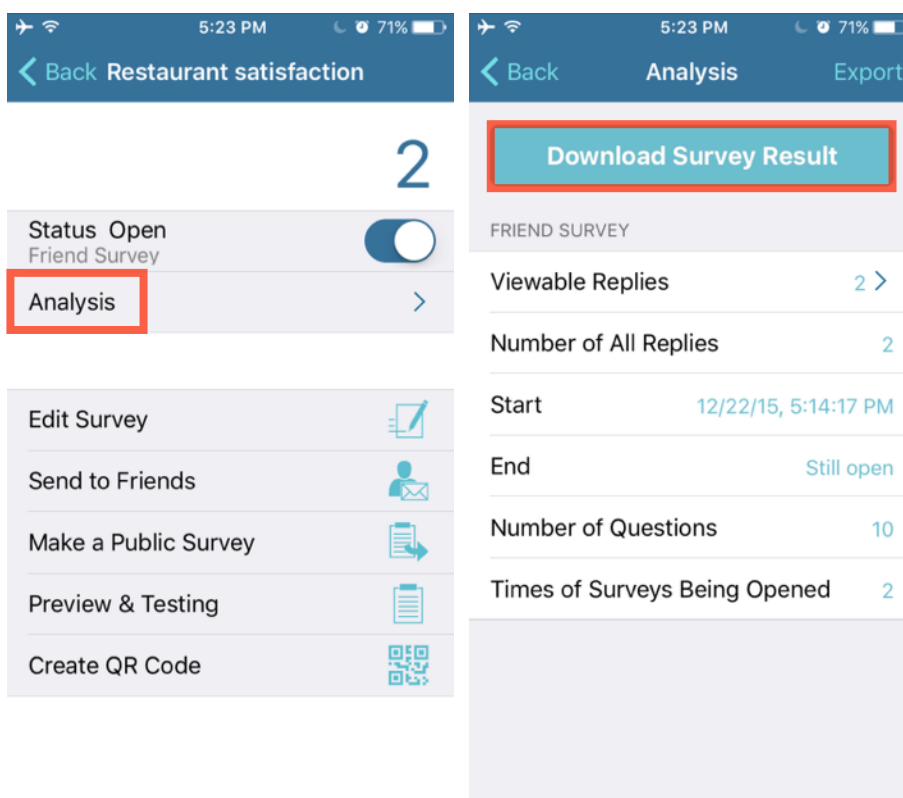 5:23 PM 71%
Back Restaurant satisfaction
2
Status Open
Friend Survey
Analysis
Edit Survey
Send to Friends
Make a Public Survey
Preview & Testing
Create QR Code
5:23 PM 71%
Back Analysis Export
Download Survey Result
FRIEND SURVEY
Viewable Replies 2
Number of All Replies 2
Start 12/22/15, 5:14:17 PM
End Still open
Number of Questions 10
Times of Surveys Being Opened 2